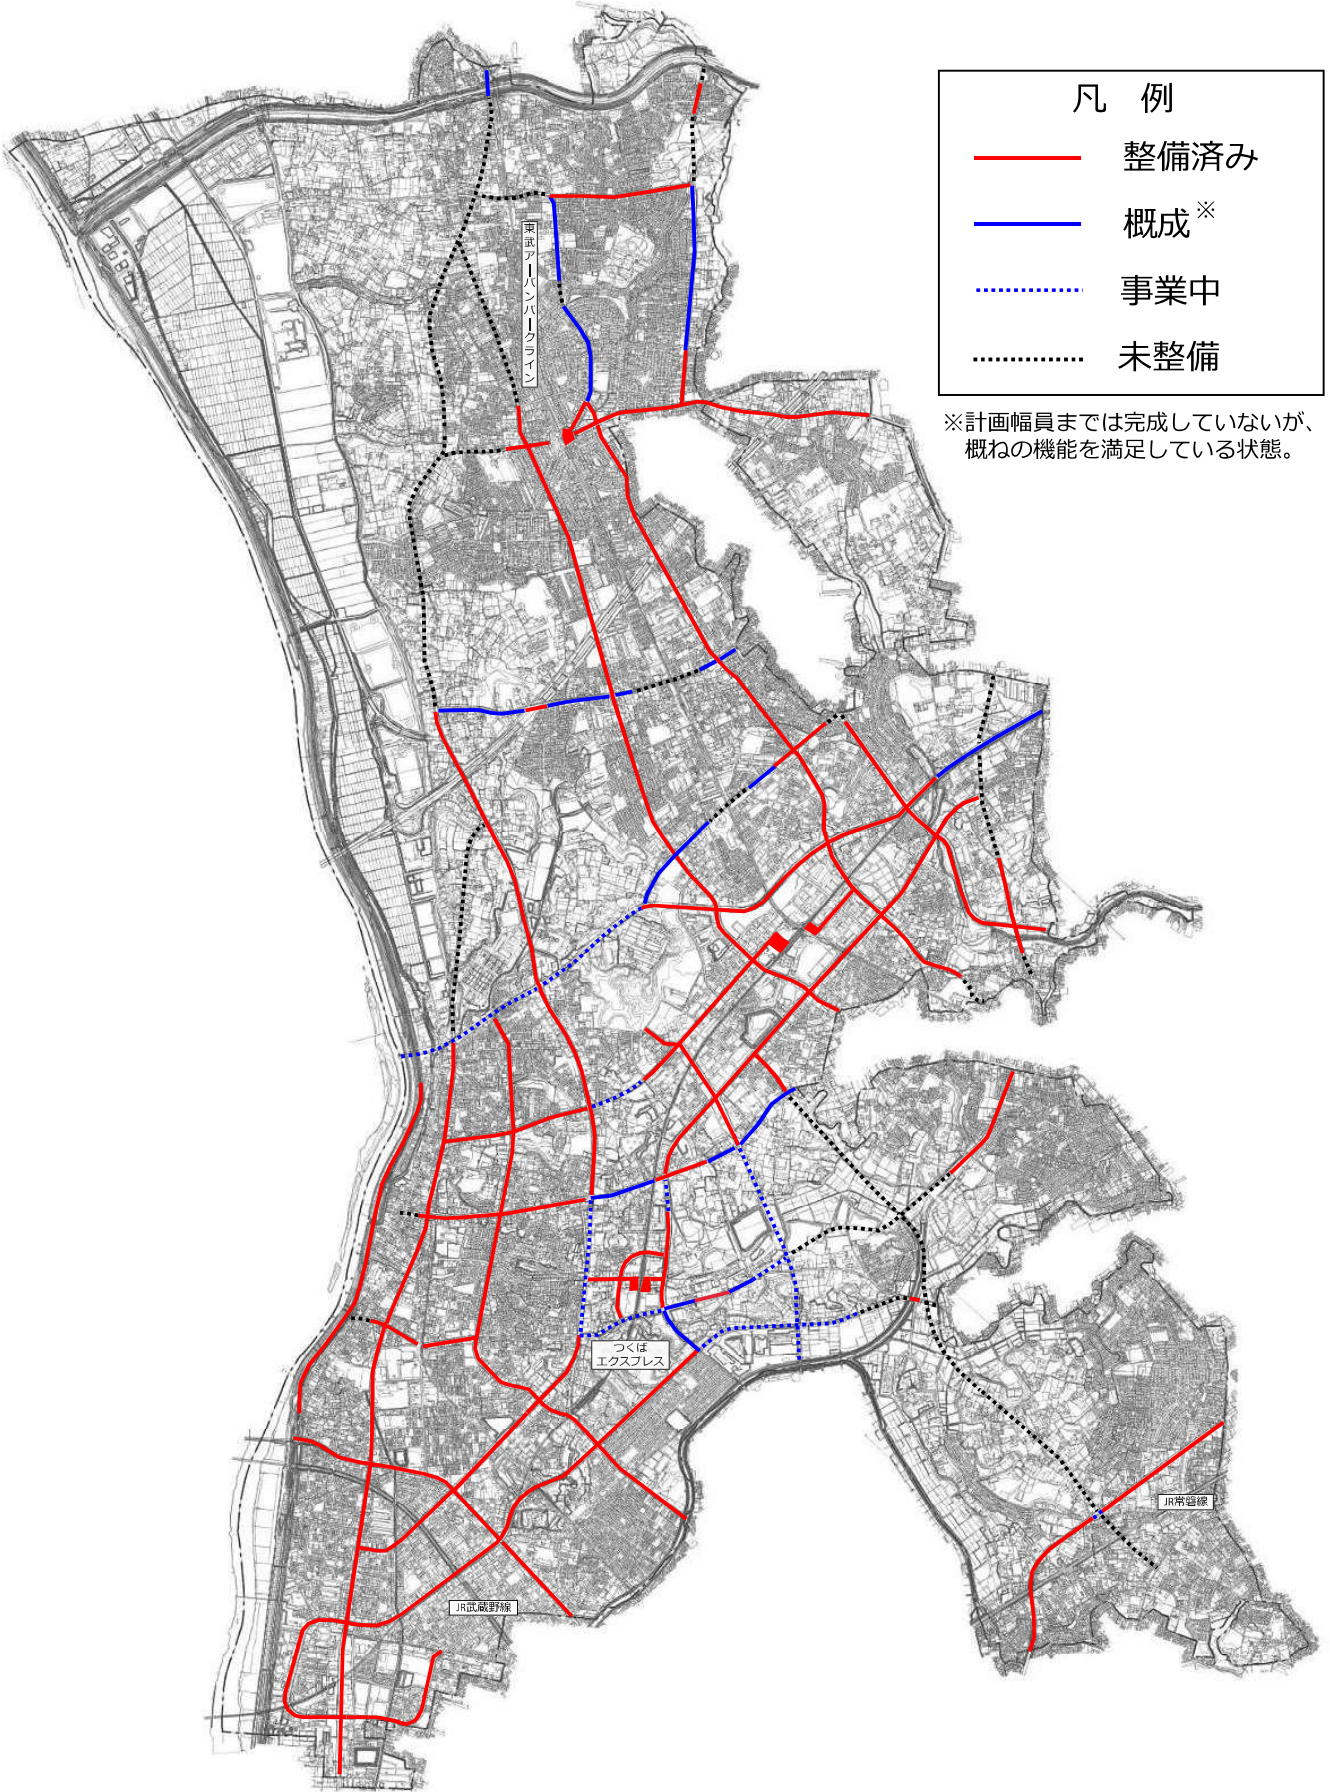 凡 例
整備済み
概成※
事業中
未整備
※計画幅員までは完成していないが、
概ねの機能を満足している状態。
東武アーバンパークライン
つくば
エクスプレス
JR常磐線
JR武蔵野線